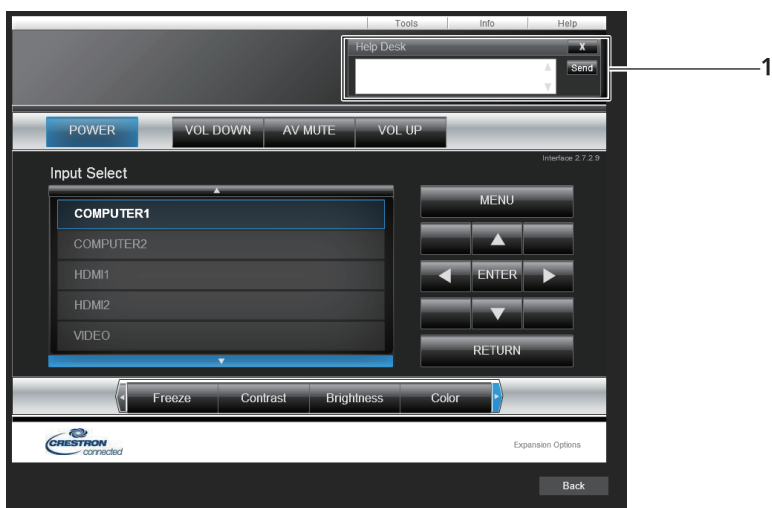 Tools Info Help
Help Desk X
Send
1
POWER VOL DOWN AV MUTE VOL UP
Interface 2.7.2.9
Input Select
COMPUTER1
COMPUTER2
HDMI1
HDMI2
VIDEO
MENU
ENTER
RETURN
Freeze Contrast Brightness Color
CRESTRON
connected
Expansion Options
Back